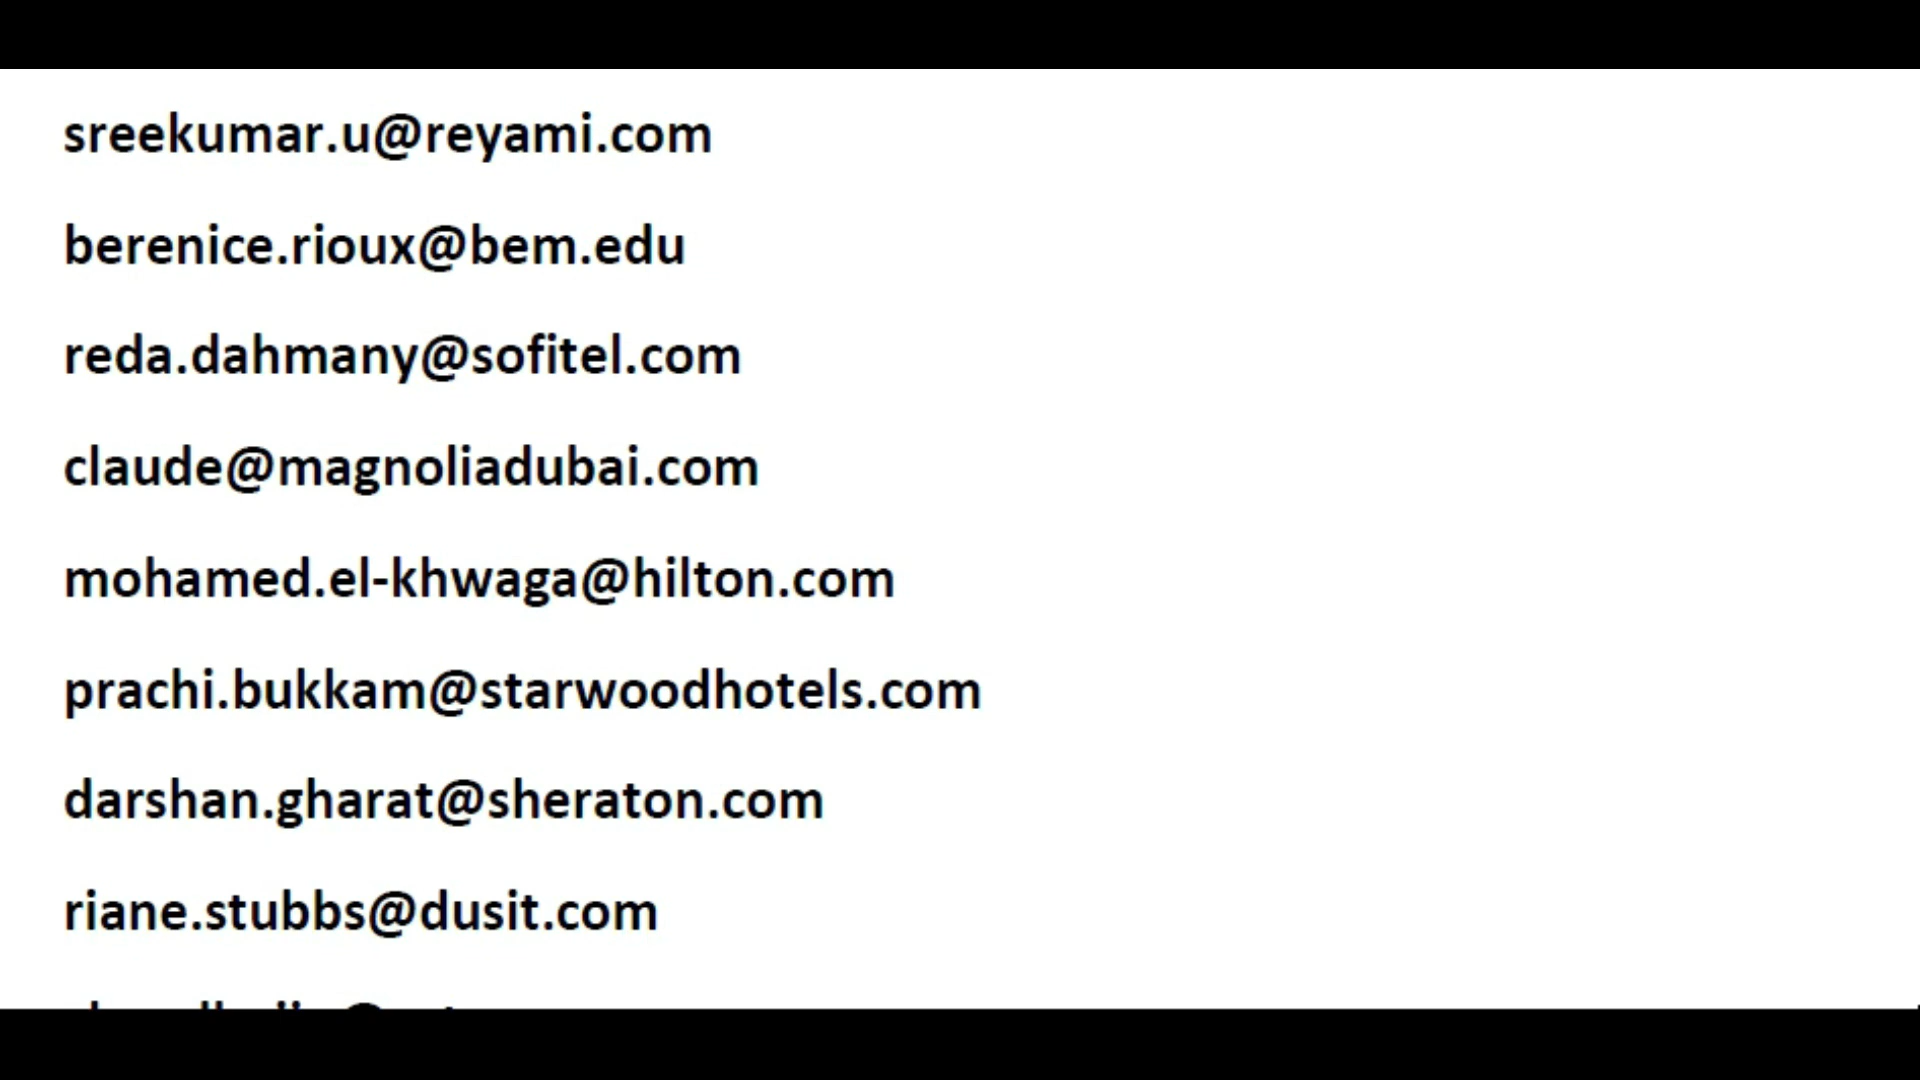 sreekumar.u@reyami.com
berenice.rioux@bem.edu
reda.dahmany@sofitel.com
claude@magnoliadubai.com
mohamed.el-khwaga@hilton.com
prachi.bukkam@starwoodhotels.com
darshan.gharat@sheraton.com
riane.stubbs@dusit.com